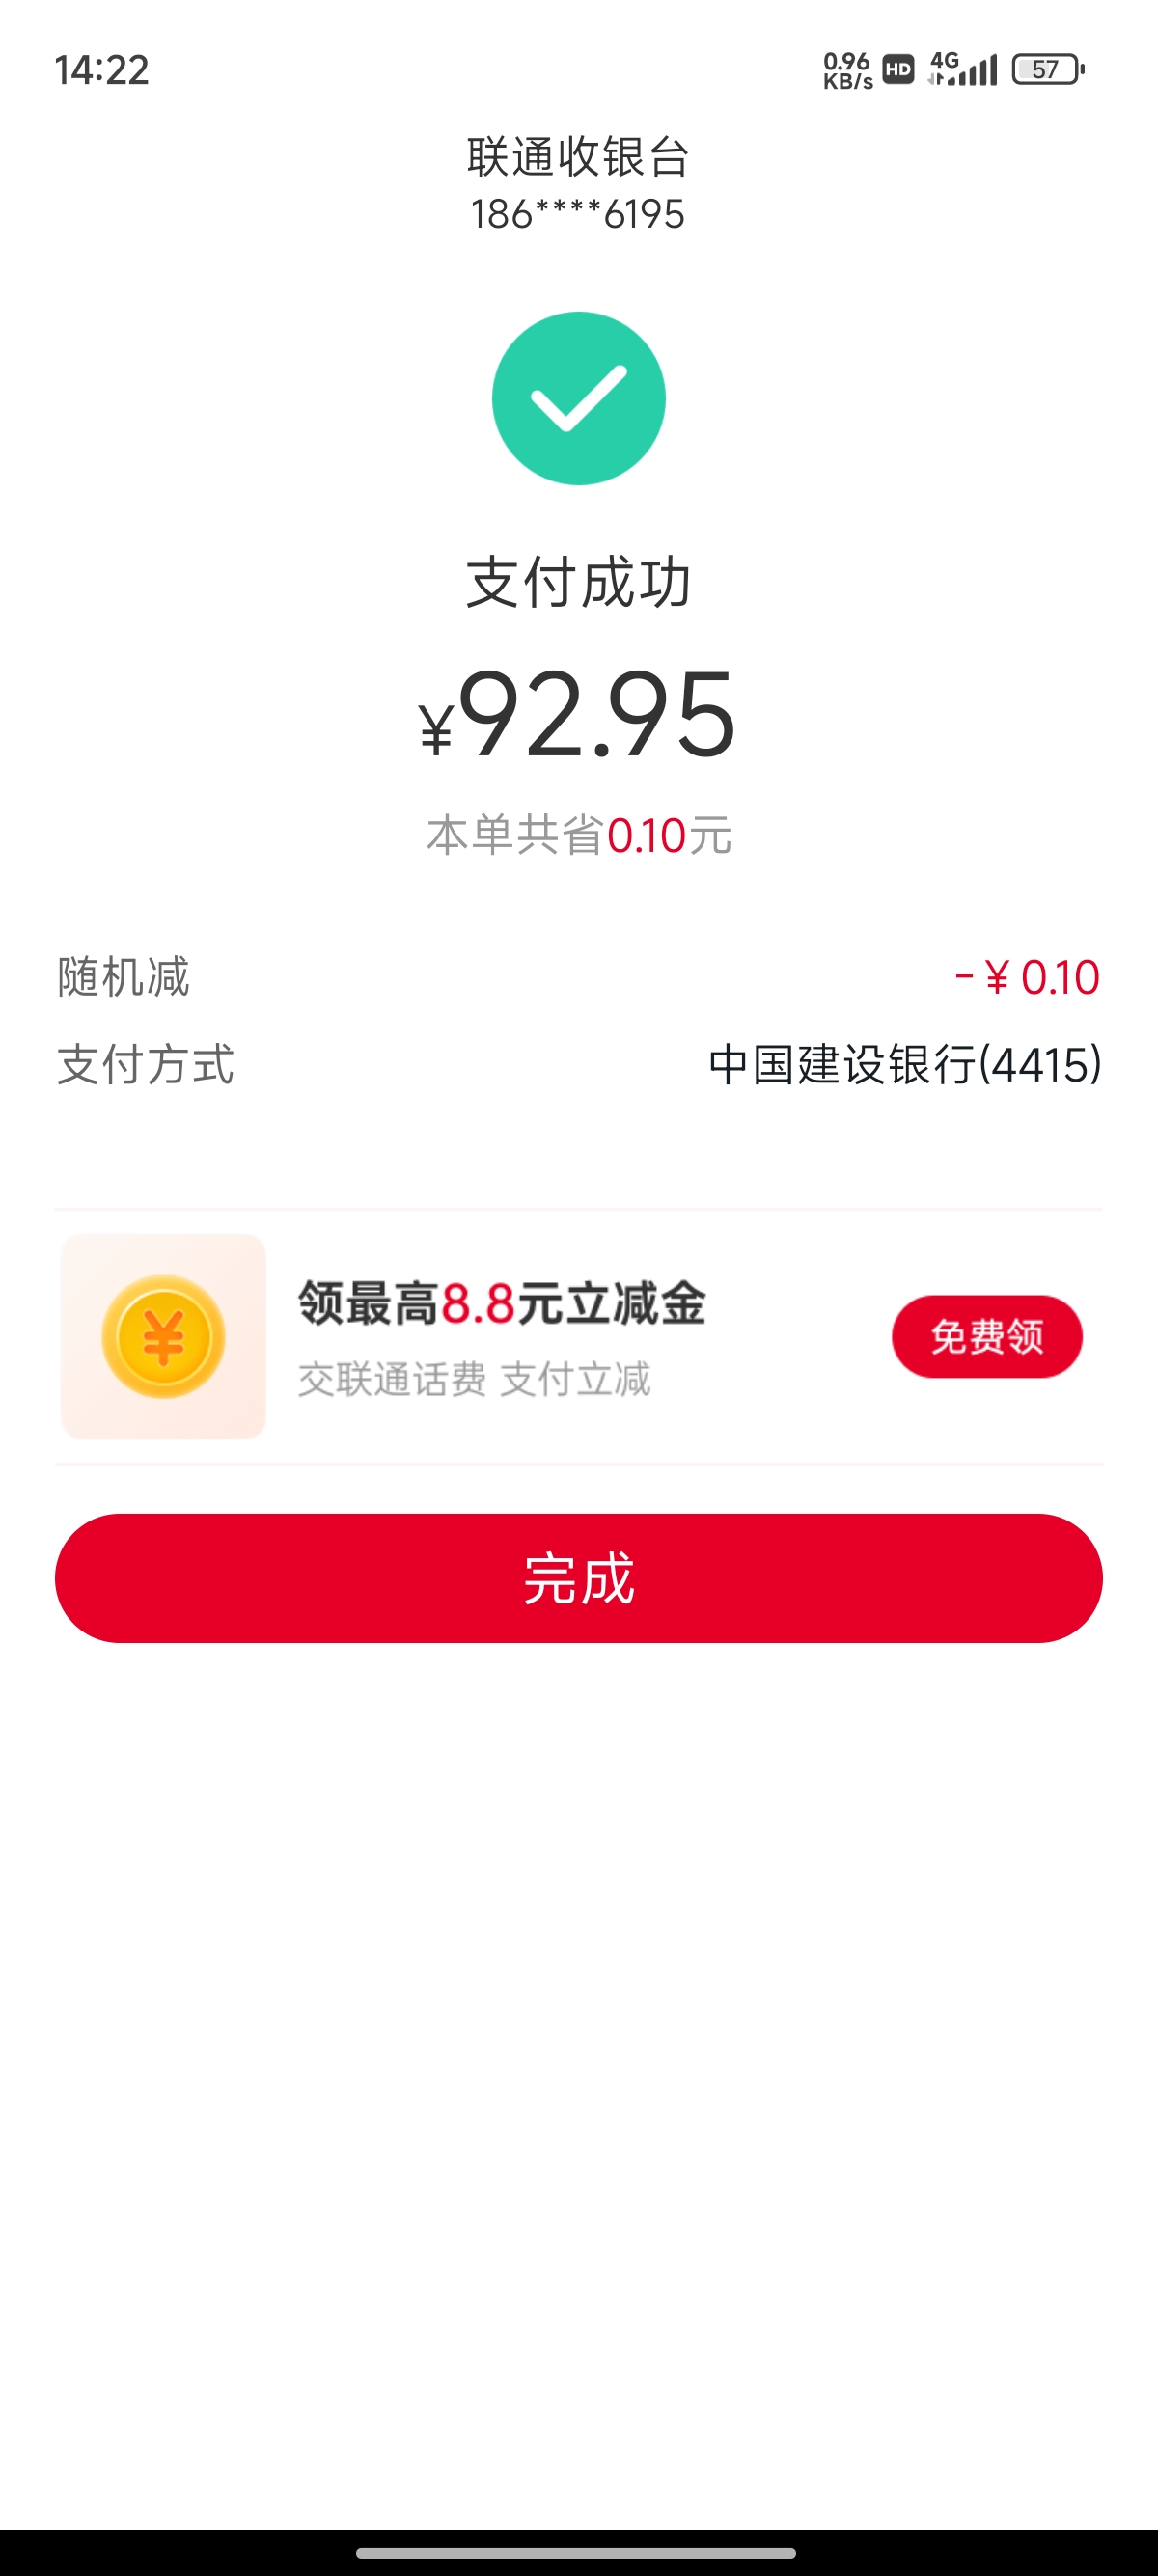 14:22
0.96
KB/s
HD
4G
57
联通收银台
186****6195
支付成功
¥92.95
本单共省0.10元
随机减
- ¥ 0.10
支付方式
中国建设银行(4415)
¥
领最高8.8元立减金
交联通话费 支付立减
免费领
完成